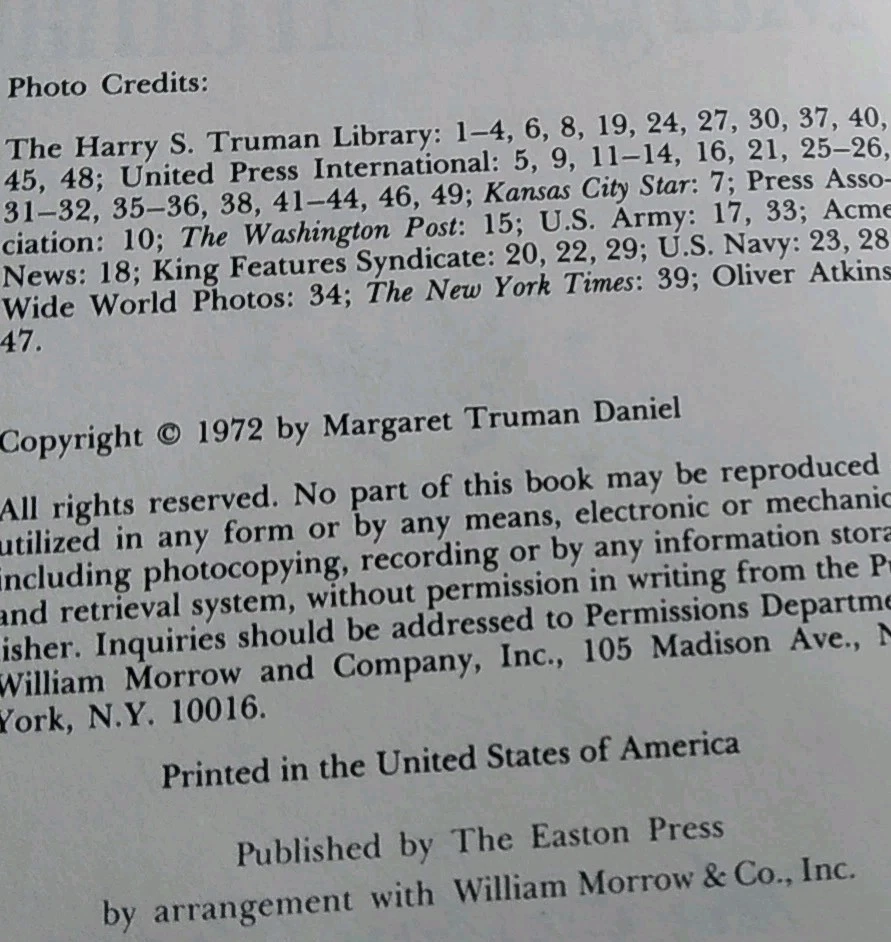 Photo Credits:
The Harry S. Truman Library: 1–4, 6, 8, 19, 24, 27, 30, 37, 40,
45, 48; United Press International: 5, 9, 11–14, 16, 21, 25–26,
31–32, 35–36, 38, 41–44, 46, 49; Kansas City Star: 7; Press Asso-
ciation: 10; The Washington Post: 15; U.S. Army: 17, 33; Acme
News: 18; King Features Syndicate: 20, 22, 29; U.S. Navy: 23, 28
Wide World Photos: 34; The New York Times: 39; Oliver Atkins
47.
Copyright © 1972 by Margaret Truman Daniel
All rights reserved. No part of this book may be reproduced
utilized in any form or by any means, electronic or mechanic
including photocopying, recording or by any information stora
and retrieval system, without permission in writing from the P
isher. Inquiries should be addressed to Permissions Departme
William Morrow and Company, Inc., 105 Madison Ave., N
York, N.Y. 10016.
Printed in the United States of America
Published by The Easton Press
by arrangement with William Morrow & Co., Inc.